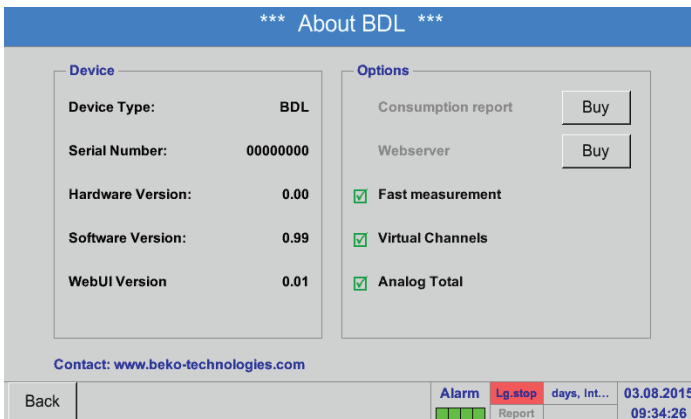 *** About BDL ***
Device
Device Type: BDL
Serial Number: 00000000
Hardware Version: 0.00
Software Version: 0.99
WebUI Version 0.01
Options
Consumption report Buy
Webserver Buy
Fast measurement
Virtual Channels
Analog Total
Contact: www.beko-technologies.com
Back
Alarm Lg.stop days, Int... 03.08.2015
Report 09:34:26